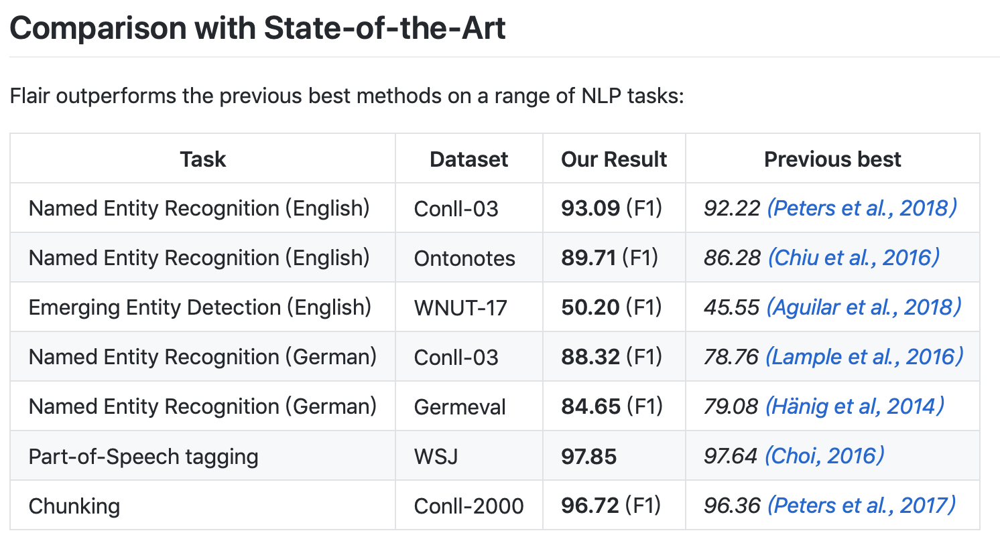 Comparison with State-of-the-Art
Flair outperforms the previous best methods on a range of NLP tasks:
Task Dataset Our Result Previous best
Named Entity Recognition (English) Conll-03 93.09 (F1) 92.22 (Peters et al., 2018)
Named Entity Recognition (English) Ontonotes 89.71 (F1) 86.28 (Chiu et al., 2016)
Emerging Entity Detection (English) WNUT-17 50.20 (F1) 45.55 (Aguilar et al., 2018)
Named Entity Recognition (German) Conll-03 88.32 (F1) 78.76 (Lample et al., 2016)
Named Entity Recognition (German) Germeval 84.65 (F1) 79.08 (Hänig et al, 2014)
Part-of-Speech tagging WSJ 97.85 97.64 (Choi, 2016)
Chunking Conll-2000 96.72 (F1) 96.36 (Peters et al., 2017)